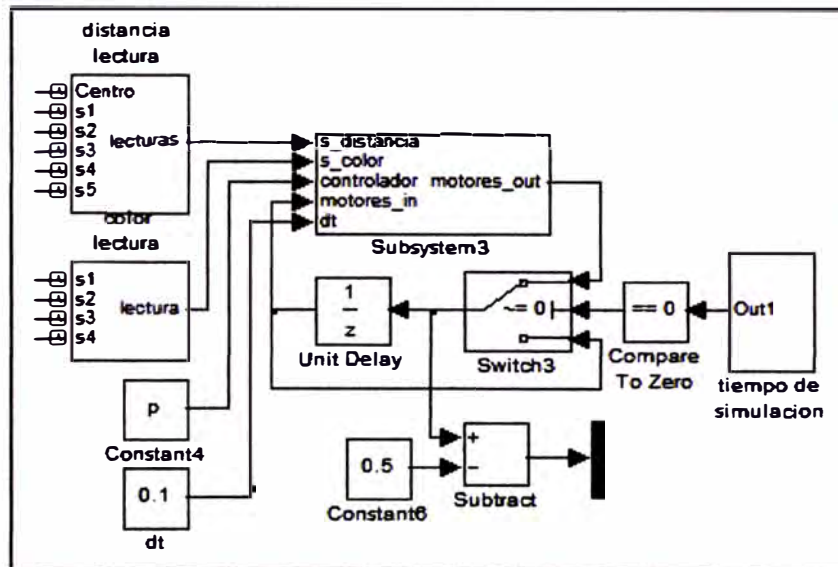 distancia
lectura
Centro
s1
s2
s3
s4
s5
lecturas
color
lectura
s1
s2
s3
s4
lectura
P
Constant4
0.1
dt
s_distancia
s_color
controlador
motores_in
dt
motores_out
Subsystem3
1
z
Unit Delay
~= 0
Switch3
== 0
Compare
To Zero
Out1
tiempo de
simulacion
0.5
Constant6
+
−
Subtract